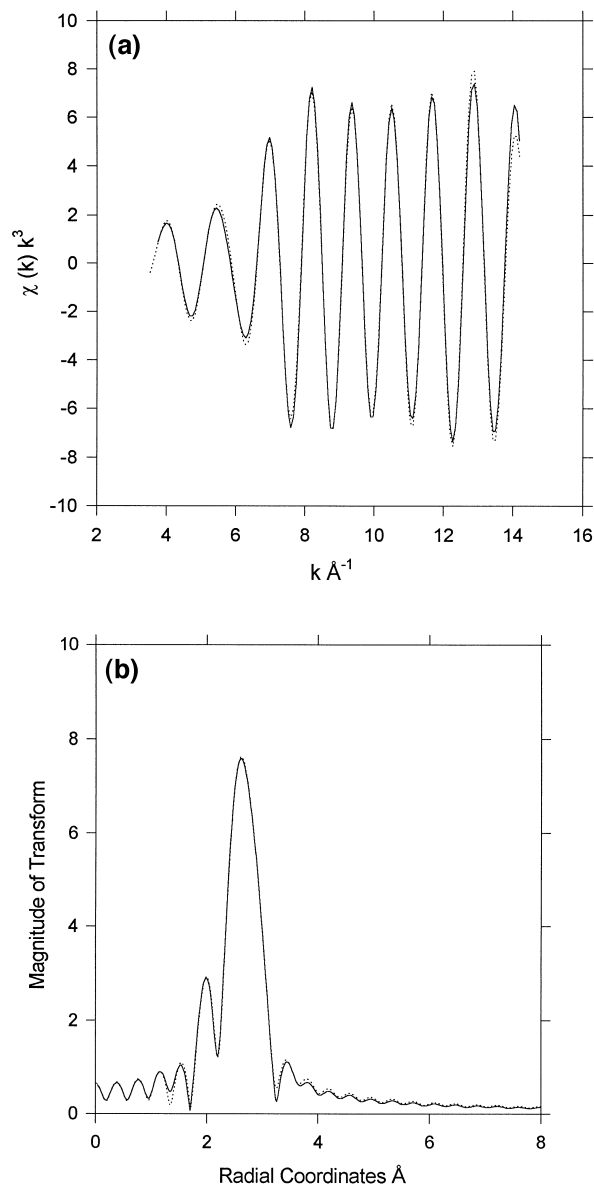 (a)
10
8
6
4
2
0
-2
-4
-6
-8
-10
χ (k) k³
2 4 6 8 10 12 14 16
k Å⁻¹
(b)
10
8
6
4
2
0
Magnitude of Transform
0 2 4 6 8
Radial Coordinates Å